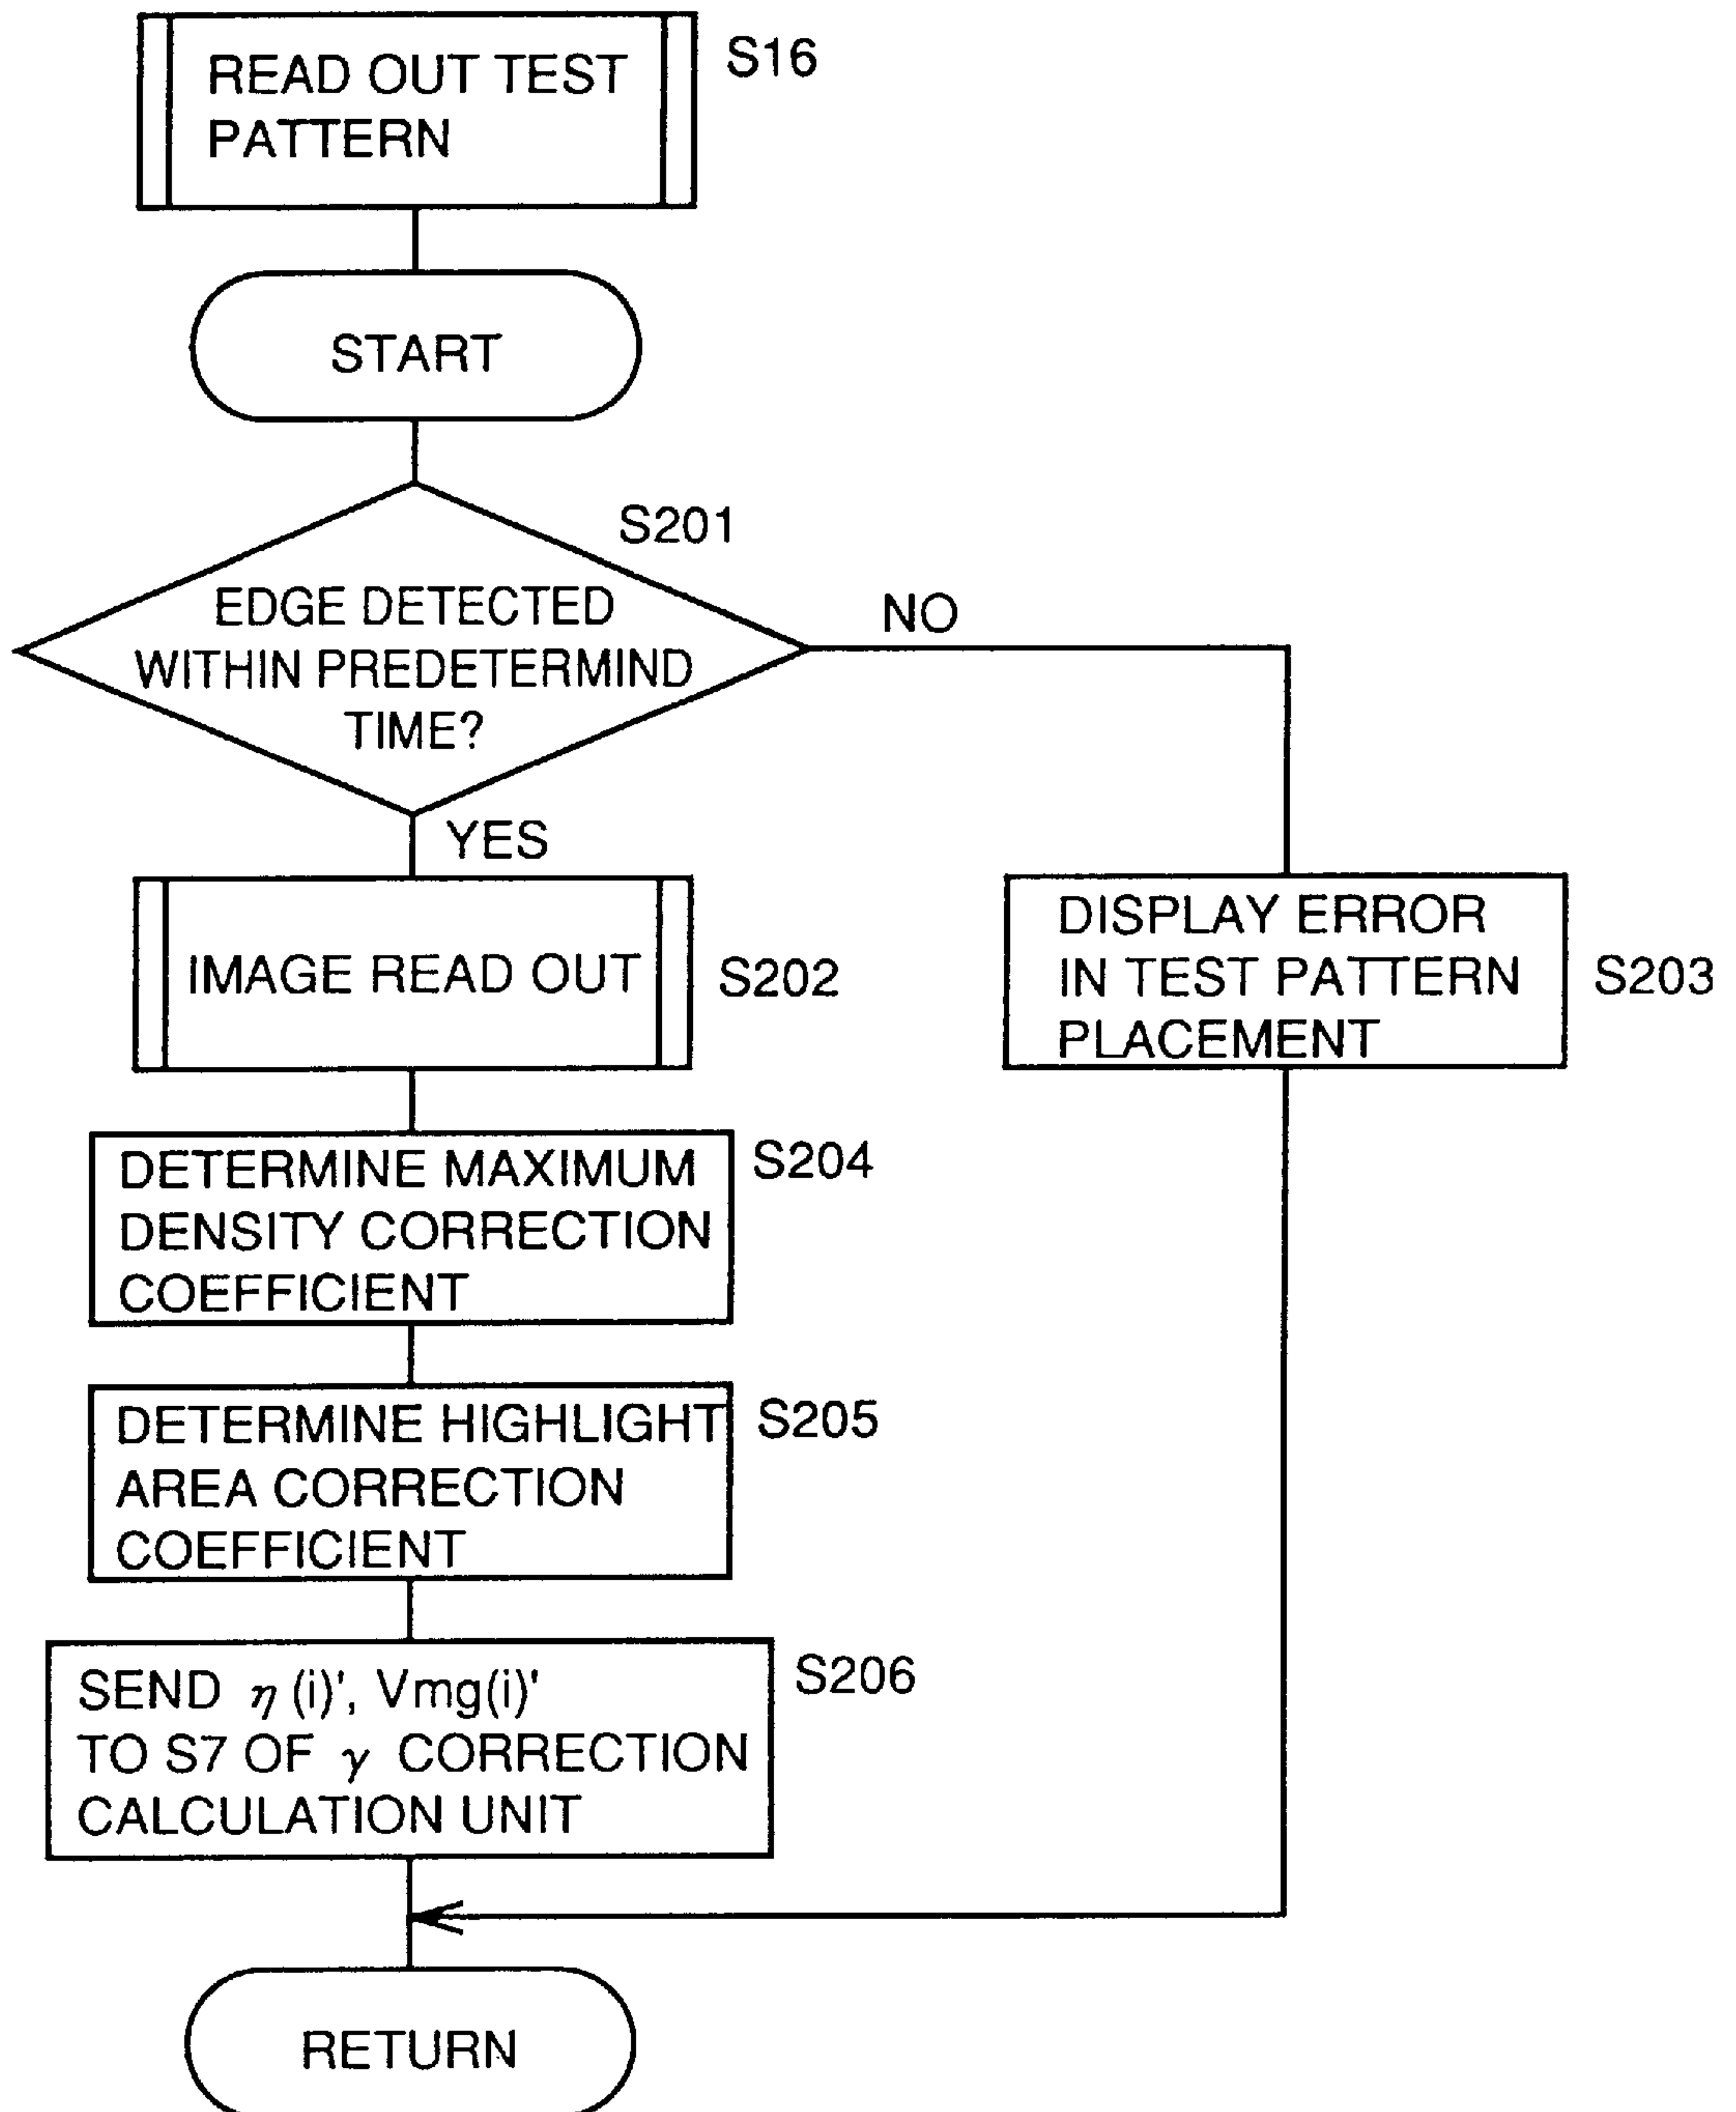 READ OUT TEST
PATTERN
S16
START
S201
EDGE DETECTED
WITHIN PREDETERMIND
TIME?
NO
YES
IMAGE READ OUT
S202
DISPLAY ERROR
IN TEST PATTERN
PLACEMENT
S203
DETERMINE MAXIMUM
DENSITY CORRECTION
COEFFICIENT
S204
DETERMINE HIGHLIGHT
AREA CORRECTION
COEFFICIENT
S205
SEND η (i)', Vmg(i)'
TO S7 OF γ CORRECTION
CALCULATION UNIT
S206
RETURN